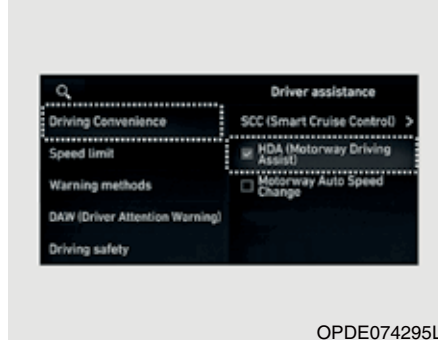 Driver assistance
Driving Convenience
Speed limit
Warning methods
DAW (Driver Attention Warning)
Driving safety
SCC (Smart Cruise Control) >
HDA (Motorway Driving
Assist)
Motorway Auto Speed
Change
OPDE074295L